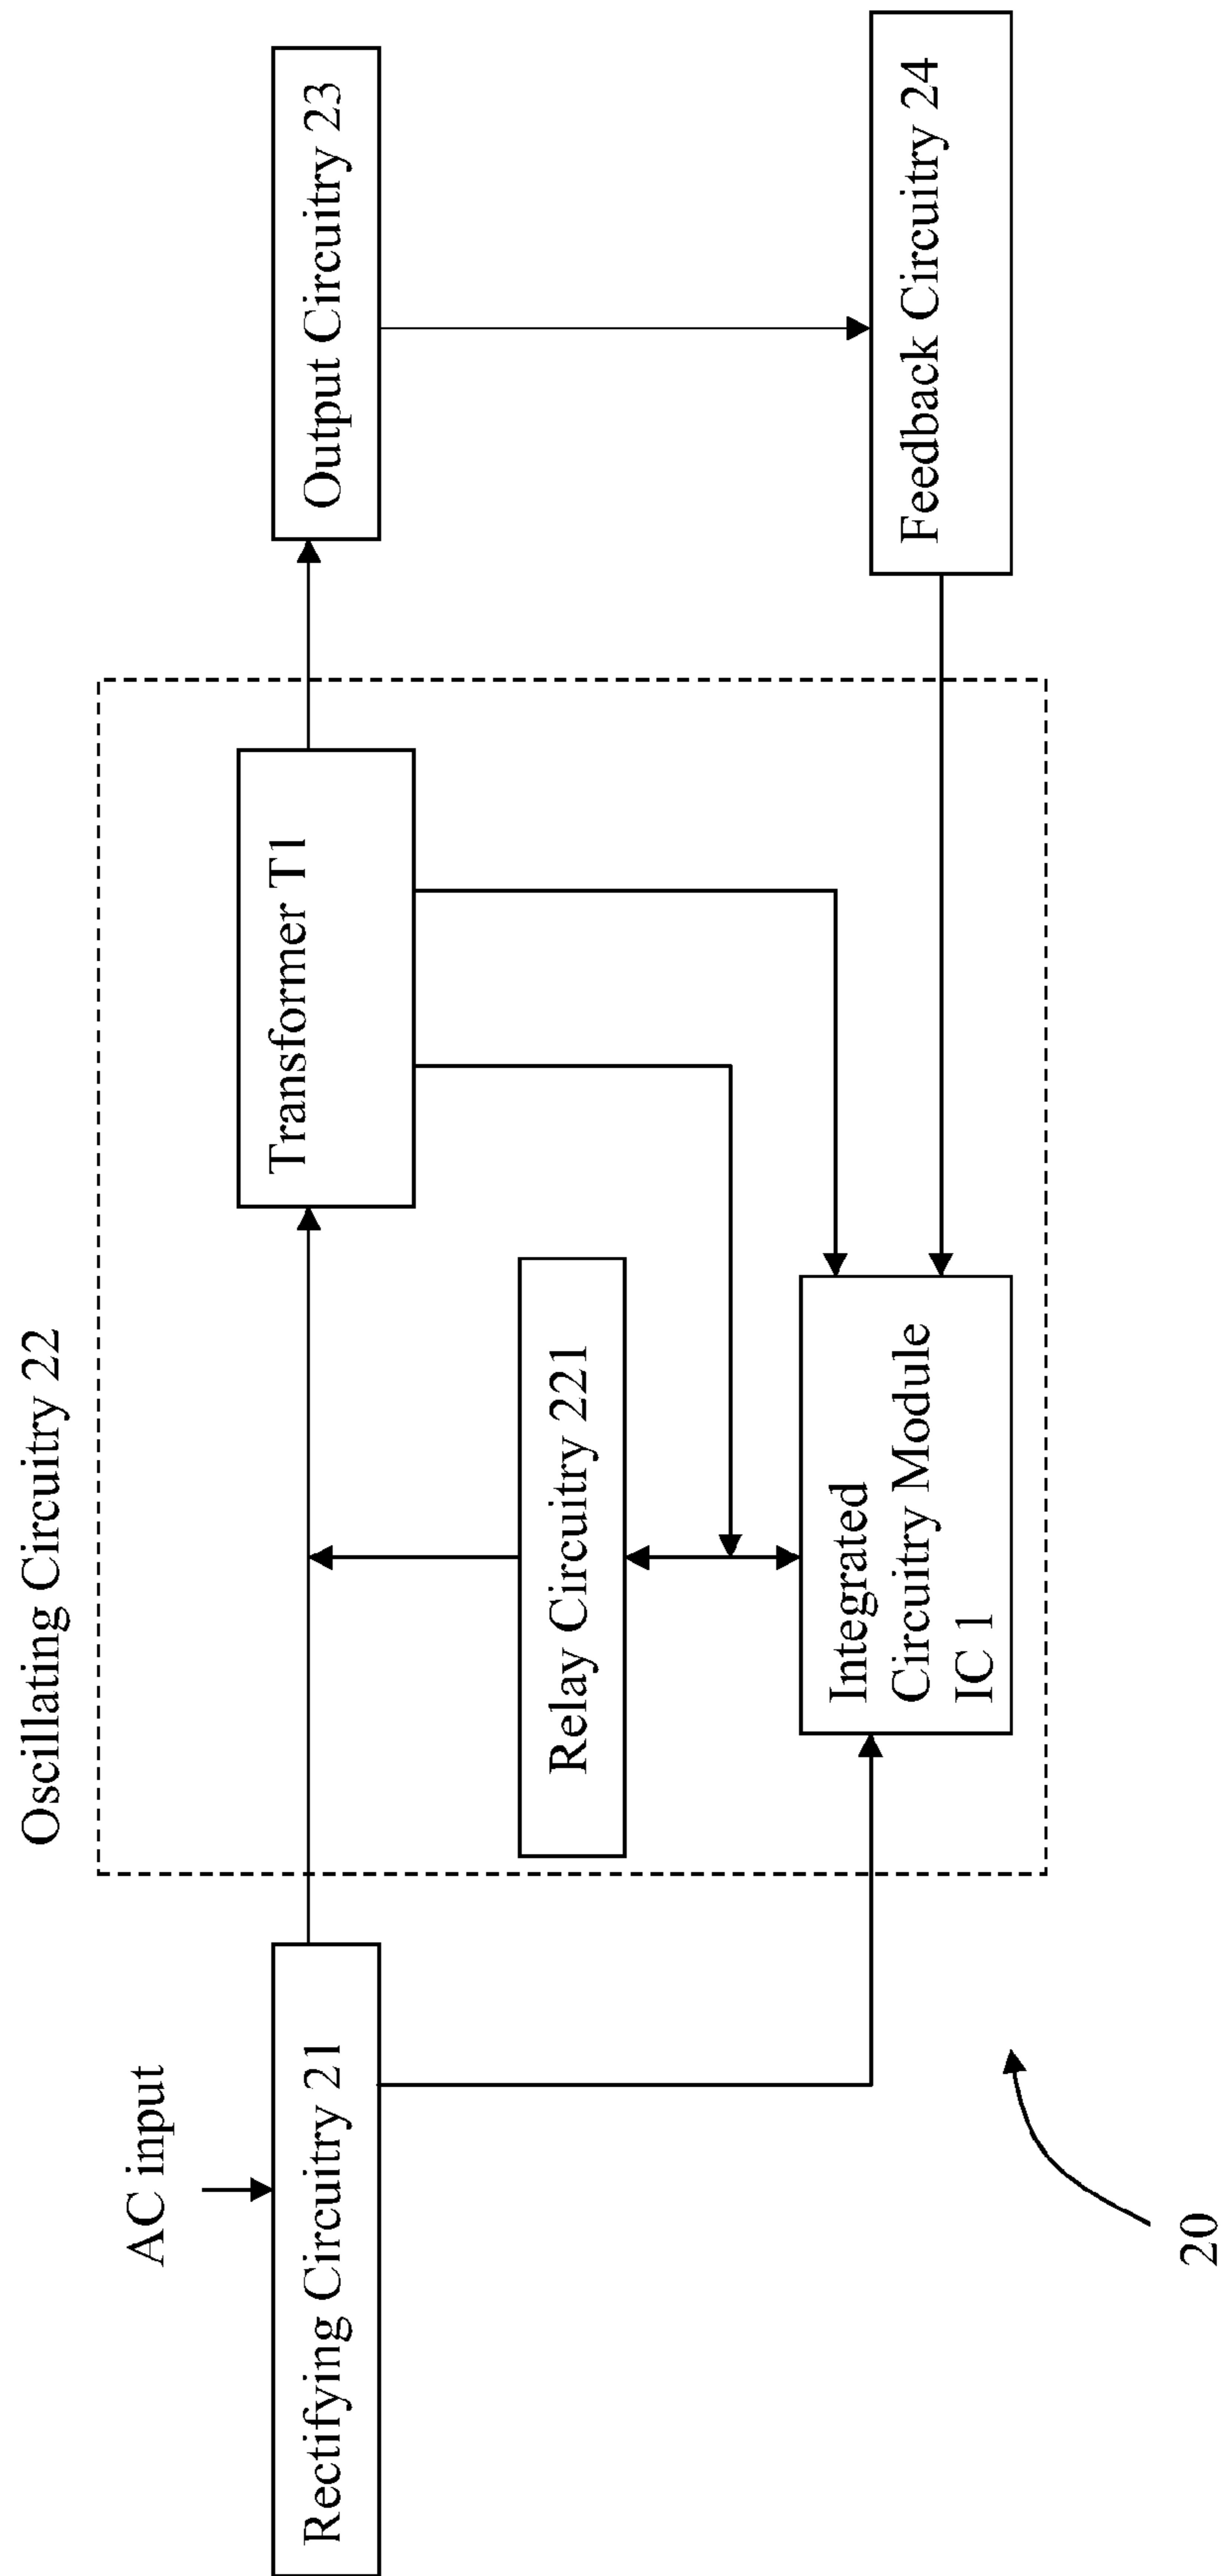 Oscillating Circuitry 22
AC input
Rectifying Circuitry 21
Transformer T1
Output Circuitry 23
Relay Circuitry 221
Integrated
Circuitry Module
IC 1
Feedback Circuitry 24
20